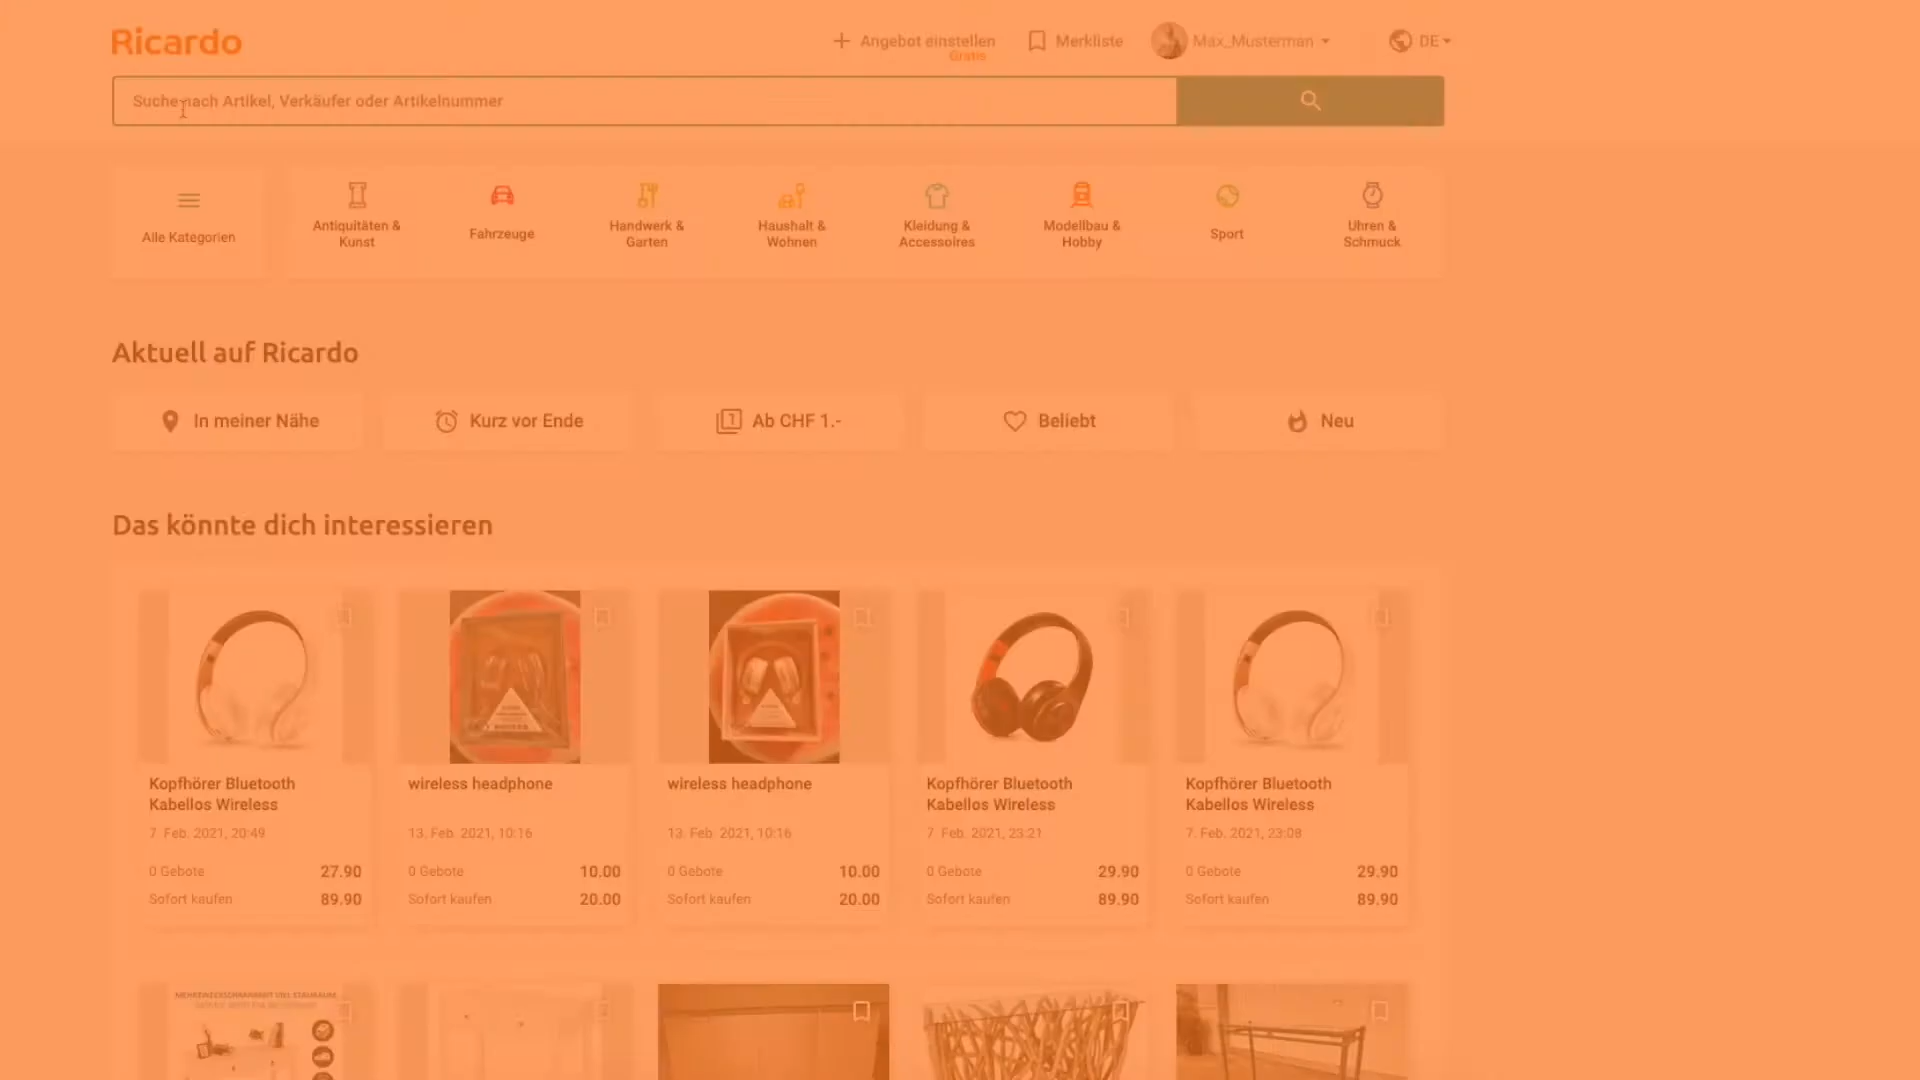 Ricardo
Angebot einstellen
Gratis
Merkliste
Max_Musterman
DE
Suche nach Artikel, Verkäufer oder Artikelnummer
Alle Kategorien
Antiquitäten &
Kunst
Fahrzeuge
Handwerk &
Garten
Haushalt &
Wohnen
Kleidung &
Accessoires
Modellbau &
Hobby
Sport
Uhren &
Schmuck
Aktuell auf Ricardo
In meiner Nähe
Kurz vor Ende
Ab CHF 1.-
Beliebt
Neu
Das könnte dich interessieren
Kopfhörer Bluetooth
Kabellos Wireless
7. Feb. 2021, 20:49
0 Gebote 27.90
Sofort kaufen 89.90
wireless headphone
13. Feb. 2021, 10:16
0 Gebote 10.00
Sofort kaufen 20.00
wireless headphone
13. Feb. 2021, 10:16
0 Gebote 10.00
Sofort kaufen 20.00
Kopfhörer Bluetooth
Kabellos Wireless
7. Feb. 2021, 23:21
0 Gebote 29.90
Sofort kaufen 89.90
Kopfhörer Bluetooth
Kabellos Wireless
7. Feb. 2021, 23:08
0 Gebote 29.90
Sofort kaufen 89.90